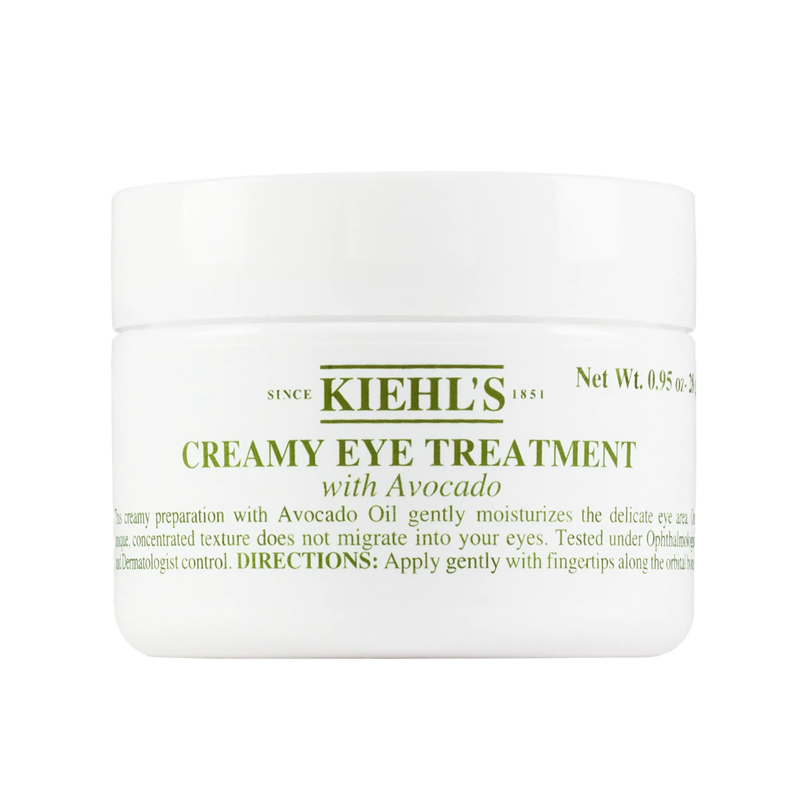 SINCE KIEHL'S 1851
Net Wt. 0.95 oz.
CREAMY EYE TREATMENT
with Avocado
This creamy preparation with Avocado Oil gently moisturizes the delicate eye area.
unique, concentrated texture does not migrate into your eyes. Tested under
and Dermatologist control. DIRECTIONS: Apply gently with fingertips along the orbital